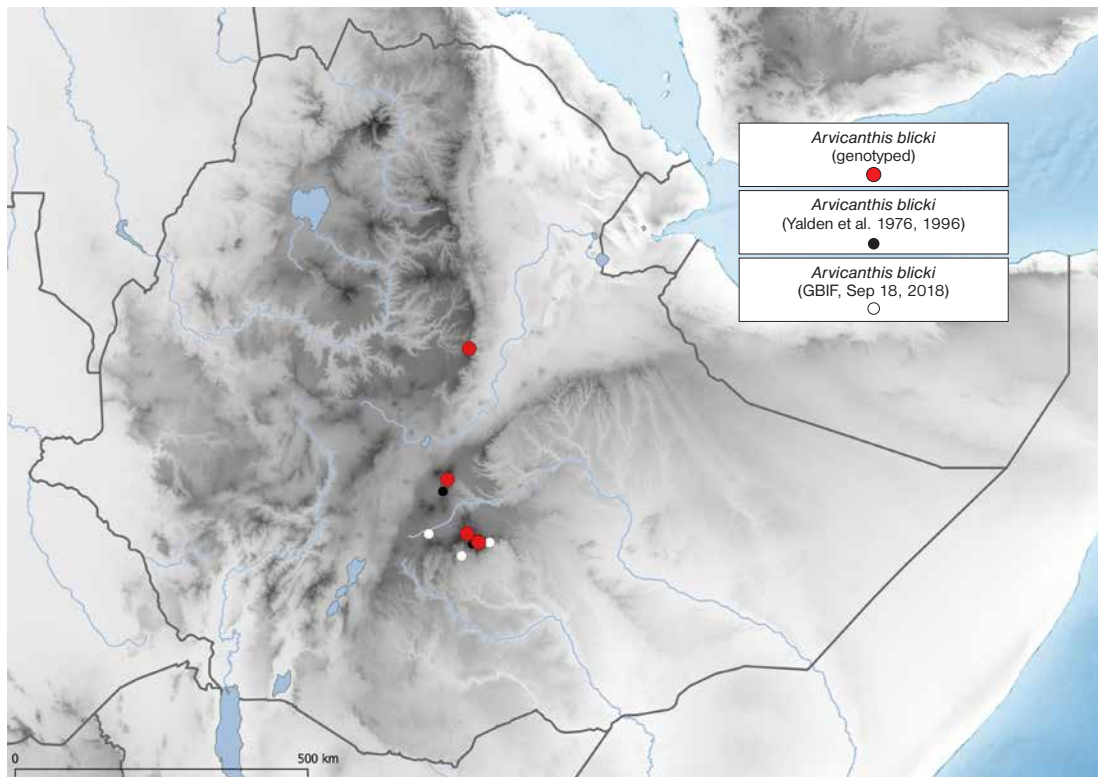 Arvicanthis blicki
(genotyped)
Arvicanthis blicki
(Yalden et al. 1976, 1996)
Arvicanthis blicki
(GBIF, Sep 18, 2018)
0 500 km